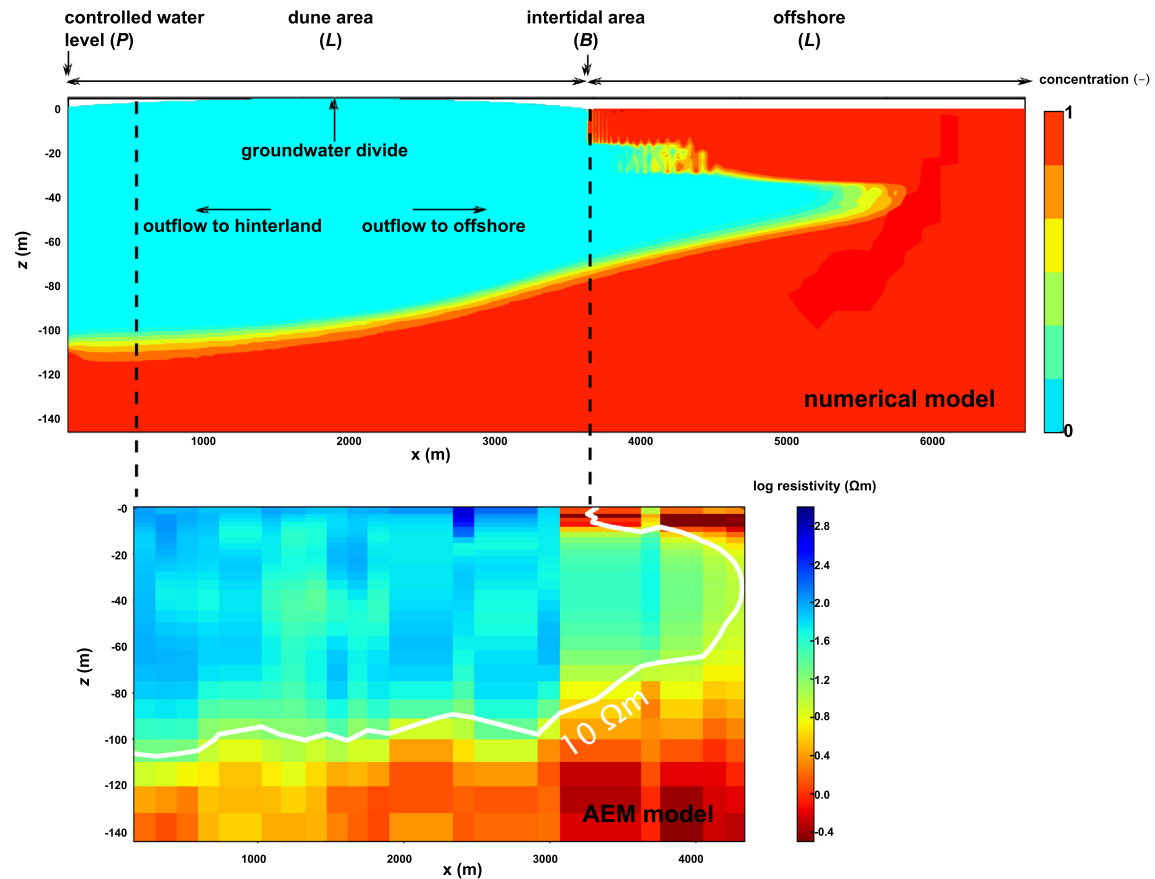 controlled water
level (P)
dune area
(L)
intertidal area
(B)
offshore
(L)
concentration (−)
groundwater divide
outflow to hinterland
outflow to offshore
numerical model
1
0
0
-20
-40
-60
-80
-100
-120
-140
z (m)
1000
2000
3000
4000
5000
6000
x (m)
log resistivity (Ωm)
-0
-20
-40
-60
-80
-100
-120
-140
z (m)
10 Ωm
AEM model
2.8
2.4
2.0
1.6
1.2
-0.8
0.4
0.0
-0.4
1000
2000
3000
4000
x (m)